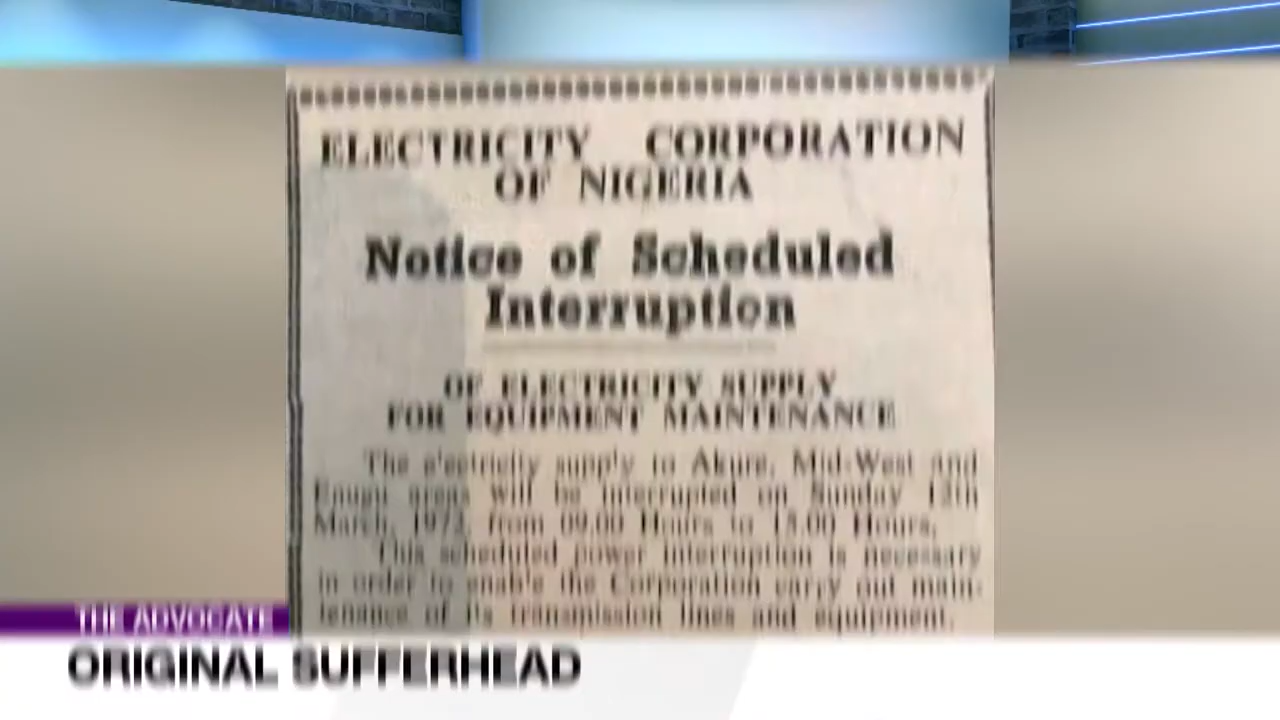 ELECTRICITY CORPORATION
OF NIGERIA
Notice of Scheduled
Interruption
OF ELECTRICITY SUPPLY
FOR EQUIPMENT MAINTENANCE
The electricity supply to Akure, Mid-West and
Enugu areas will be interrupted on Sunday 12th
March, 1972 from 09.00 Hours to 15.00 Hours.
This scheduled power interruption is necessary
in order to enable the Corporation carry out main-
tenance of its transmission lines and equipment.
THE ADVOCATE
ORIGINAL SUFFERHEAD